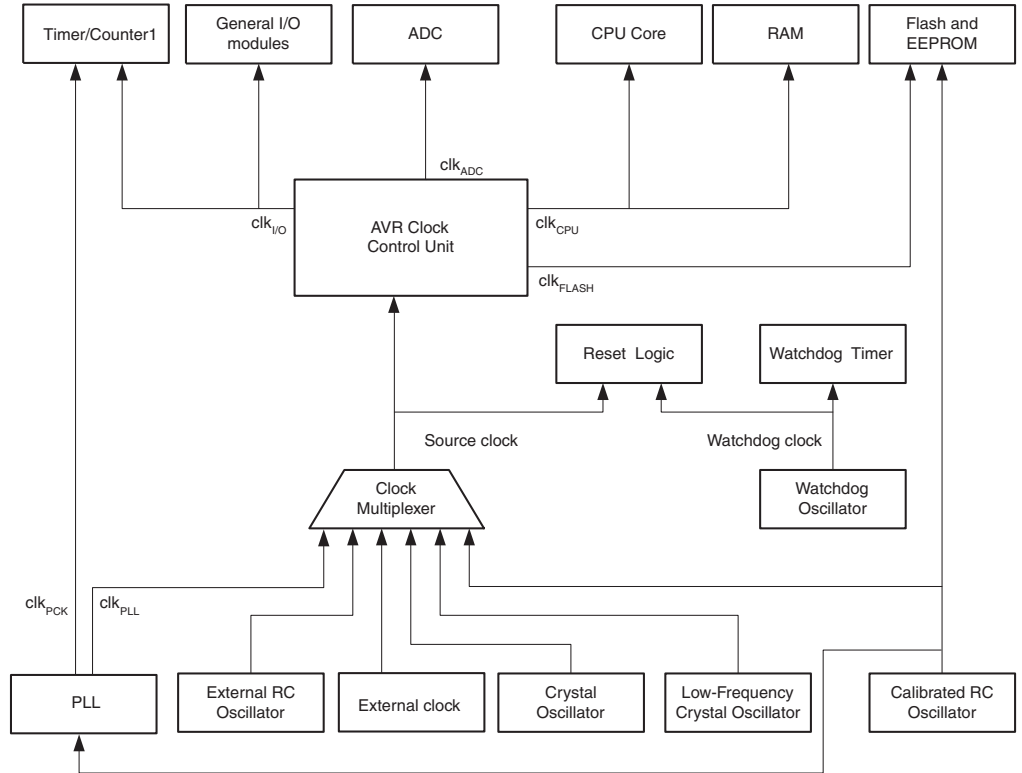 Timer/Counter1
General I/O
modules
ADC
CPU Core
RAM
Flash and
EEPROM
clkADC
clkI/O
AVR Clock
Control Unit
clkCPU
clkFLASH
Reset Logic
Watchdog Timer
Source clock
Watchdog clock
Clock
Multiplexer
Watchdog
Oscillator
clkPCK
clkPLL
PLL
External RC
Oscillator
External clock
Crystal
Oscillator
Low-Frequency
Crystal Oscillator
Calibrated RC
Oscillator